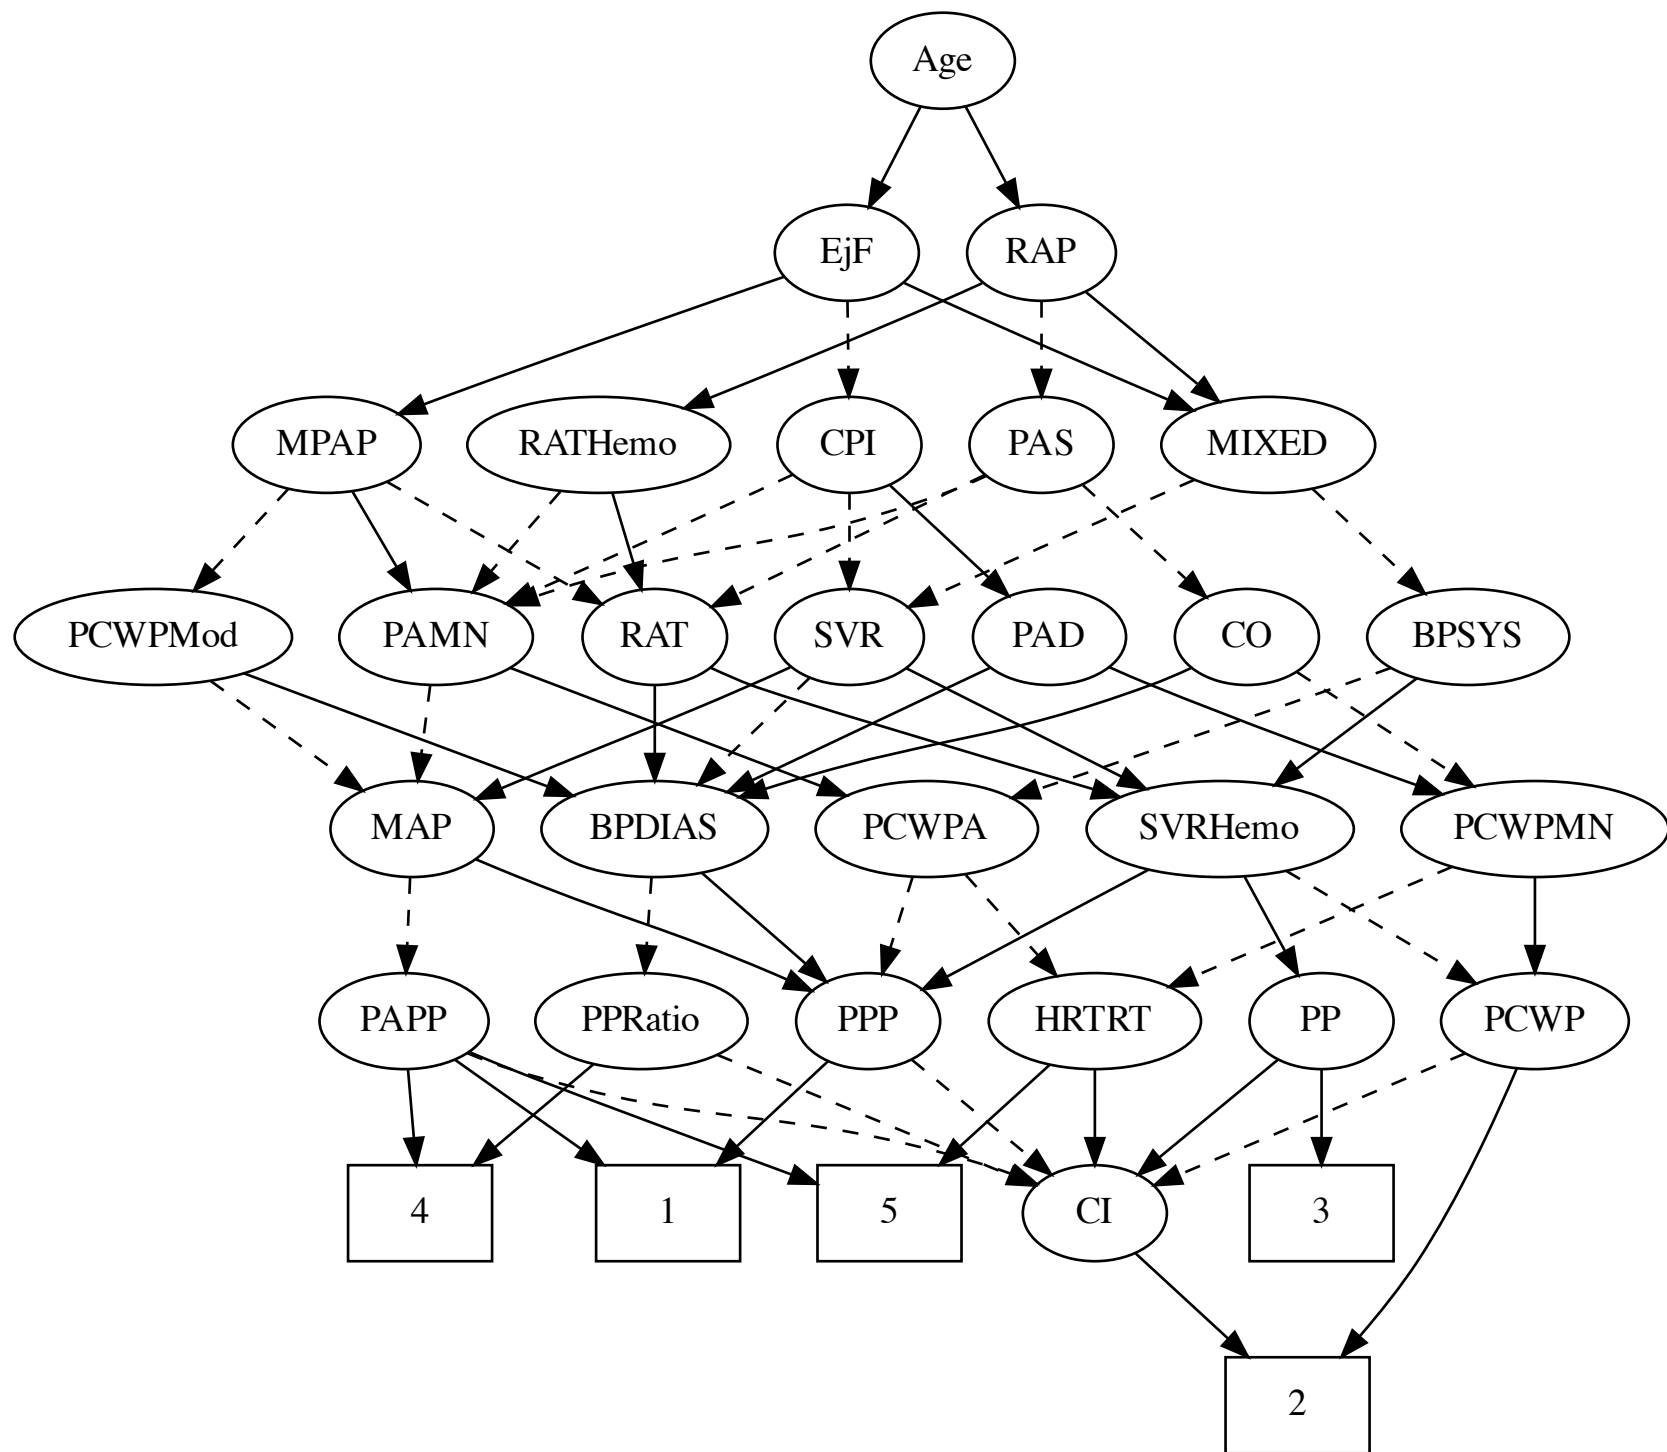 Age
EjF
RAP
MPAP
RATHemo
CPI
PAS
MIXED
PCWPMod
PAMN
RAT
SVR
PAD
CO
BPSYS
MAP
BPDIAS
PCWPA
SVRHemo
PCWPMN
PAPP
PPRatio
PPP
HRTRT
PP
PCWP
4
1
5
CI
3
2